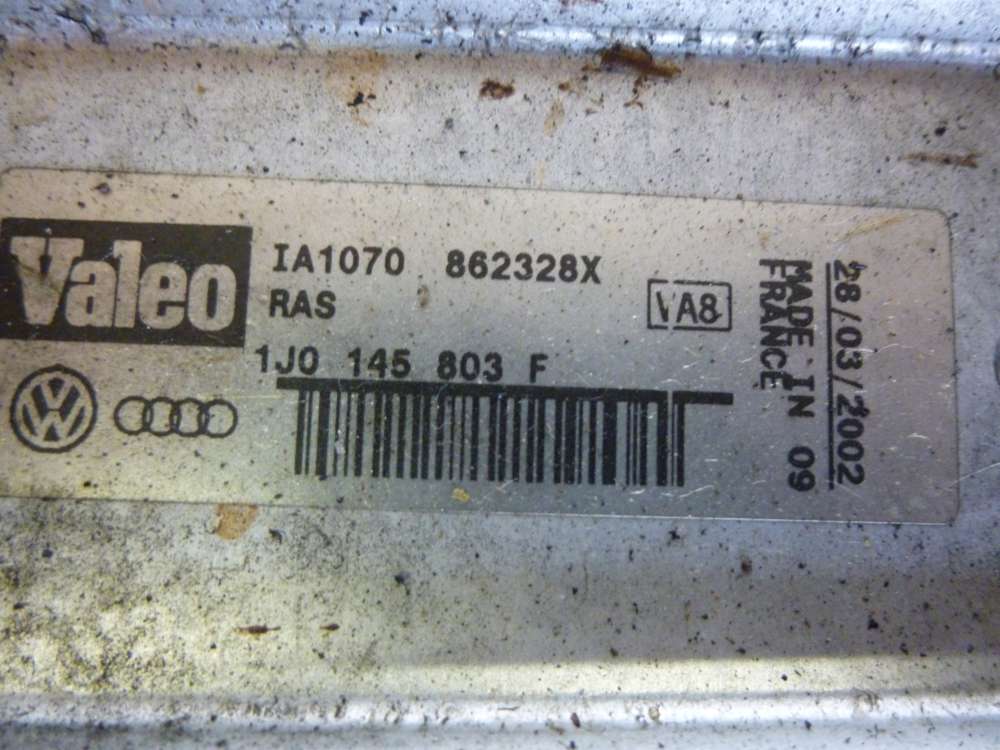 Valeo
IA1070 862328X
RAS
VA8
1J0 145 803 F
28/03/2002
MADE IN 09
FRANCE